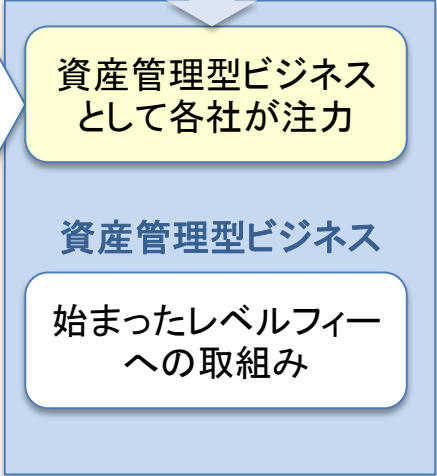 資産管理型ビジネス
として各社が注力
資産管理型ビジネス
始まったレベルフィー
への取組み